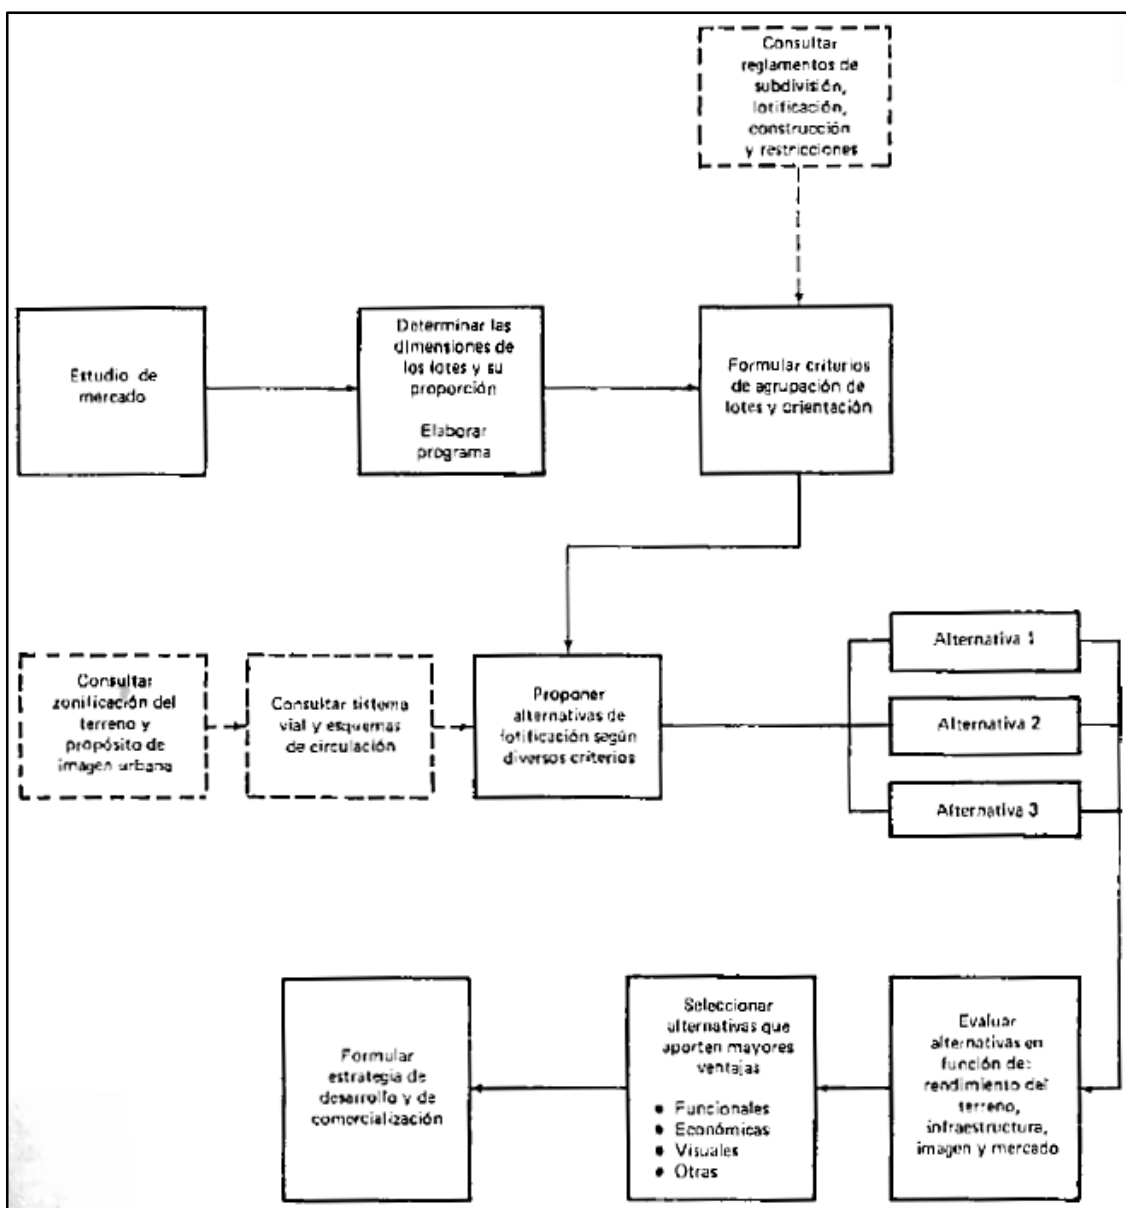 Consultar
reglamentos de
subdivisión,
lotificación,
construcción
y restricciones
Estudio de
mercado
Determinar las
dimensiones de
los lotes y su
proporción
Elaborar
programa
Formular criterios
de agrupación de
lotes y orientación
Consultar
zonificación del
terreno y
propósito de
imagen urbana
Consultar sistema
vial y esquemas
de circulación
Proponer
alternativas de
lotificación según
diversos criterios
Alternativa 1
Alternativa 2
Alternativa 3
Formular
estrategia de
desarrollo y de
comercialización
Seleccionar
alternativas que
aporten mayores
ventajas
• Funcionales
• Económicas
• Visuales
• Otras
Evaluar
alternativas en
función de:
rendimiento del
terreno,
infraestructura,
imagen y mercado